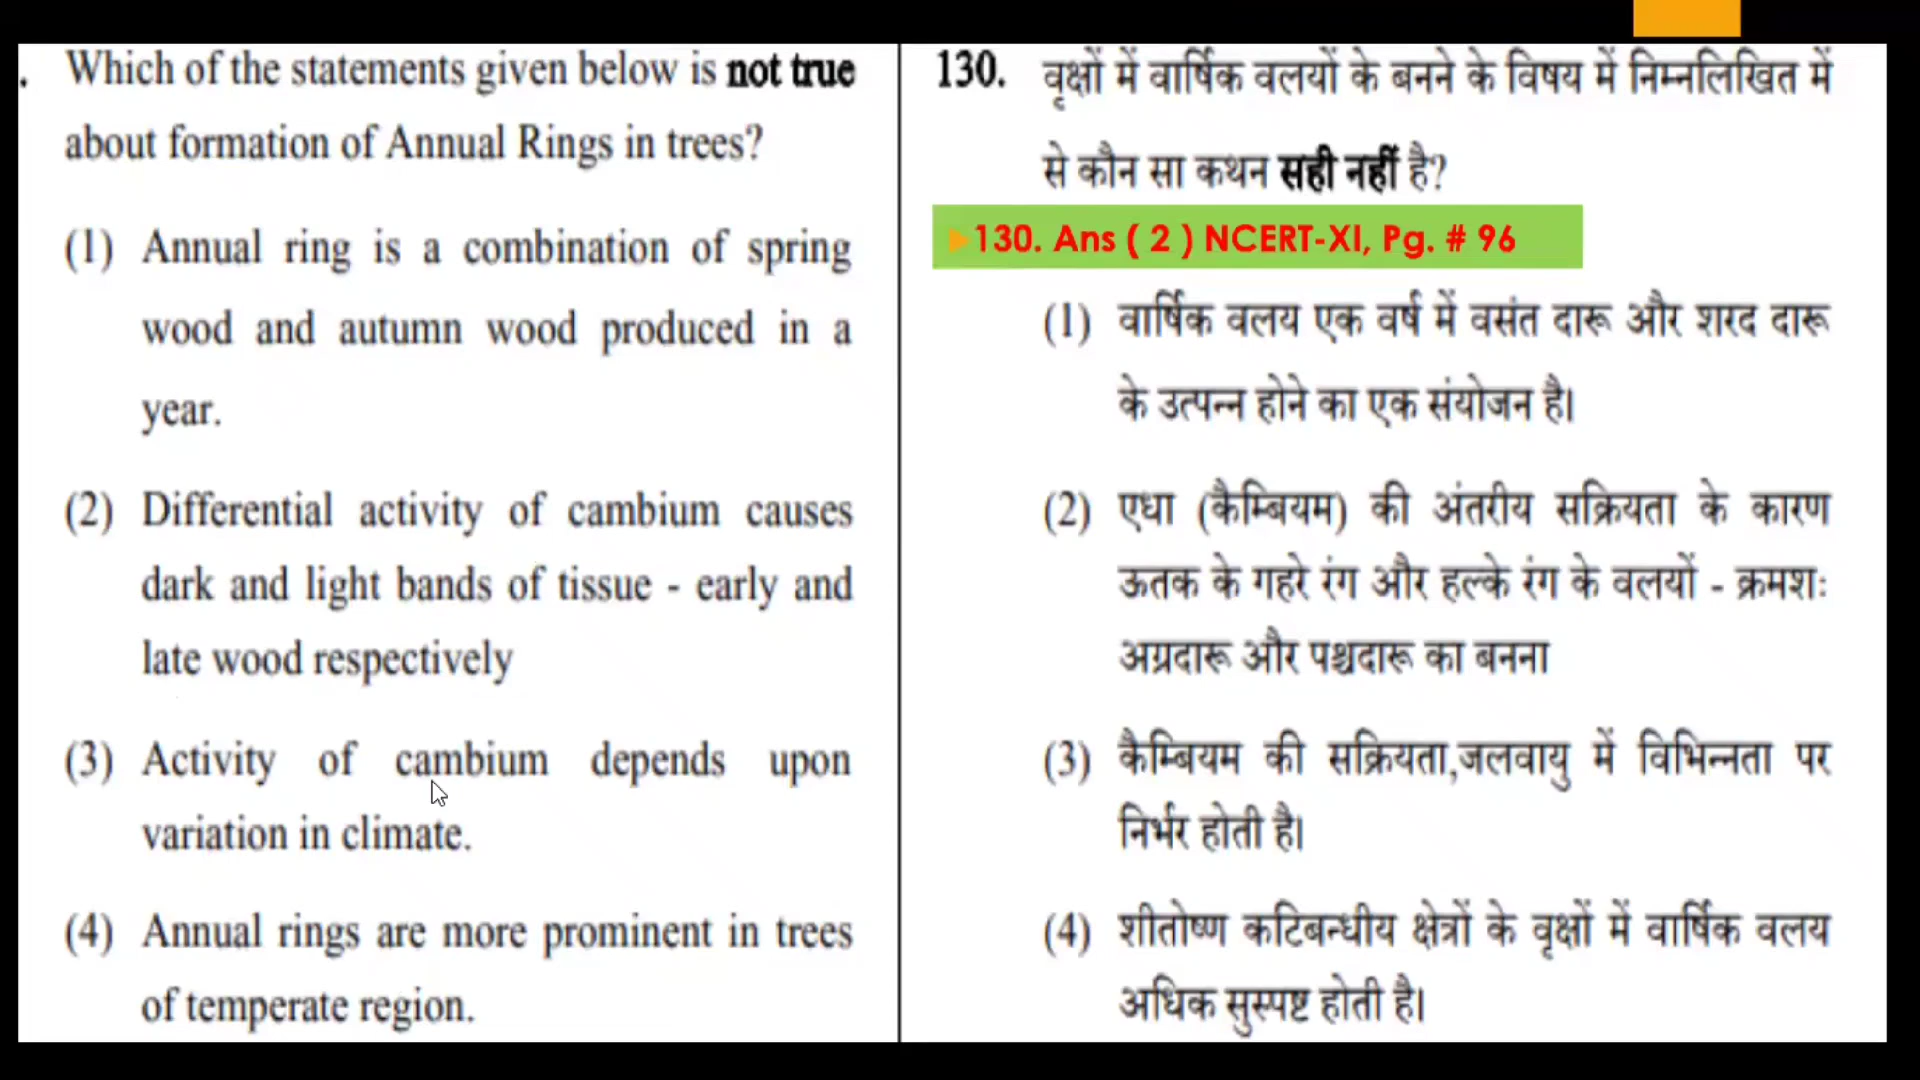 . Which of the statements given below is not true
about formation of Annual Rings in trees?
(1) Annual ring is a combination of spring
wood and autumn wood produced in a
year.
(2) Differential activity of cambium causes
dark and light bands of tissue - early and
late wood respectively
(3) Activity of cambium depends upon
variation in climate.
(4) Annual rings are more prominent in trees
of temperate region.
130. वृक्षों में वार्षिक वलयों के बनने के विषय में निम्नलिखित में
से कौन सा कथन सही नहीं है?
130. Ans ( 2 ) NCERT-XI, Pg. # 96
(1) वार्षिक वलय एक वर्ष में वसंत दारू और शरद दारू
के उत्पन्न होने का एक संयोजन है।
(2) एधा (कैम्बियम) की अंतरीय सक्रियता के कारण
ऊतक के गहरे रंग और हल्के रंग के वलयों - क्रमशः
अग्रदारू और पश्चदारू का बनना
(3) कैम्बियम की सक्रियता,जलवायु में विभिन्नता पर
निर्भर होती है।
(4) शीतोष्ण कटिबन्धीय क्षेत्रों के वृक्षों में वार्षिक वलय
अधिक सुस्पष्ट होती है।